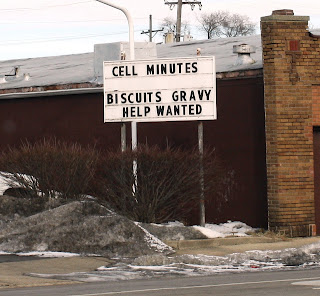 CELL MINUTES
BISCUITS GRAVY
HELP WANTED